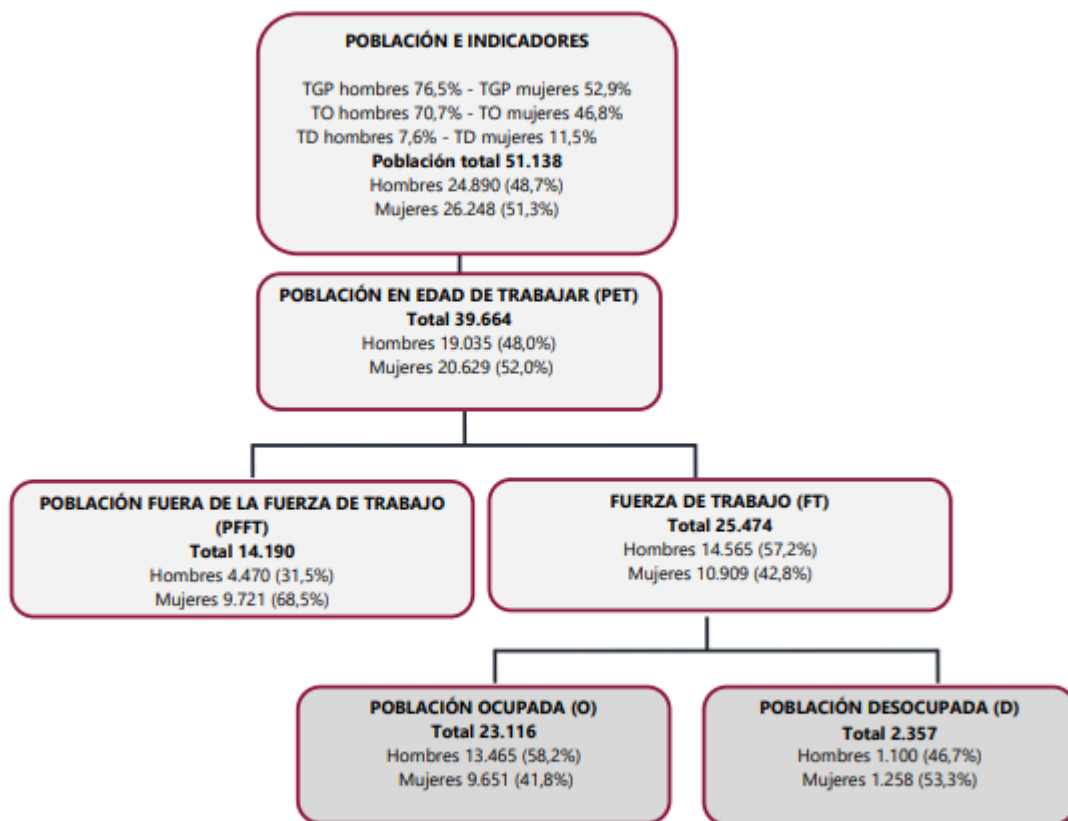 POBLACIÓN E INDICADORES
TGP hombres 76,5% - TGP mujeres 52,9%
TO hombres 70,7% - TO mujeres 46,8%
TD hombres 7,6% - TD mujeres 11,5%
Población total 51.138
Hombres 24.890 (48,7%)
Mujeres 26.248 (51,3%)
POBLACIÓN EN EDAD DE TRABAJAR (PET)
Total 39.664
Hombres 19.035 (48,0%)
Mujeres 20.629 (52,0%)
POBLACIÓN FUERA DE LA FUERZA DE TRABAJO
(PFFT)
Total 14.190
Hombres 4.470 (31,5%)
Mujeres 9.721 (68,5%)
FUERZA DE TRABAJO (FT)
Total 25.474
Hombres 14.565 (57,2%)
Mujeres 10.909 (42,8%)
POBLACIÓN OCUPADA (O)
Total 23.116
Hombres 13.465 (58,2%)
Mujeres 9.651 (41,8%)
POBLACIÓN DESOCUPADA (D)
Total 2.357
Hombres 1.100 (46,7%)
Mujeres 1.258 (53,3%)